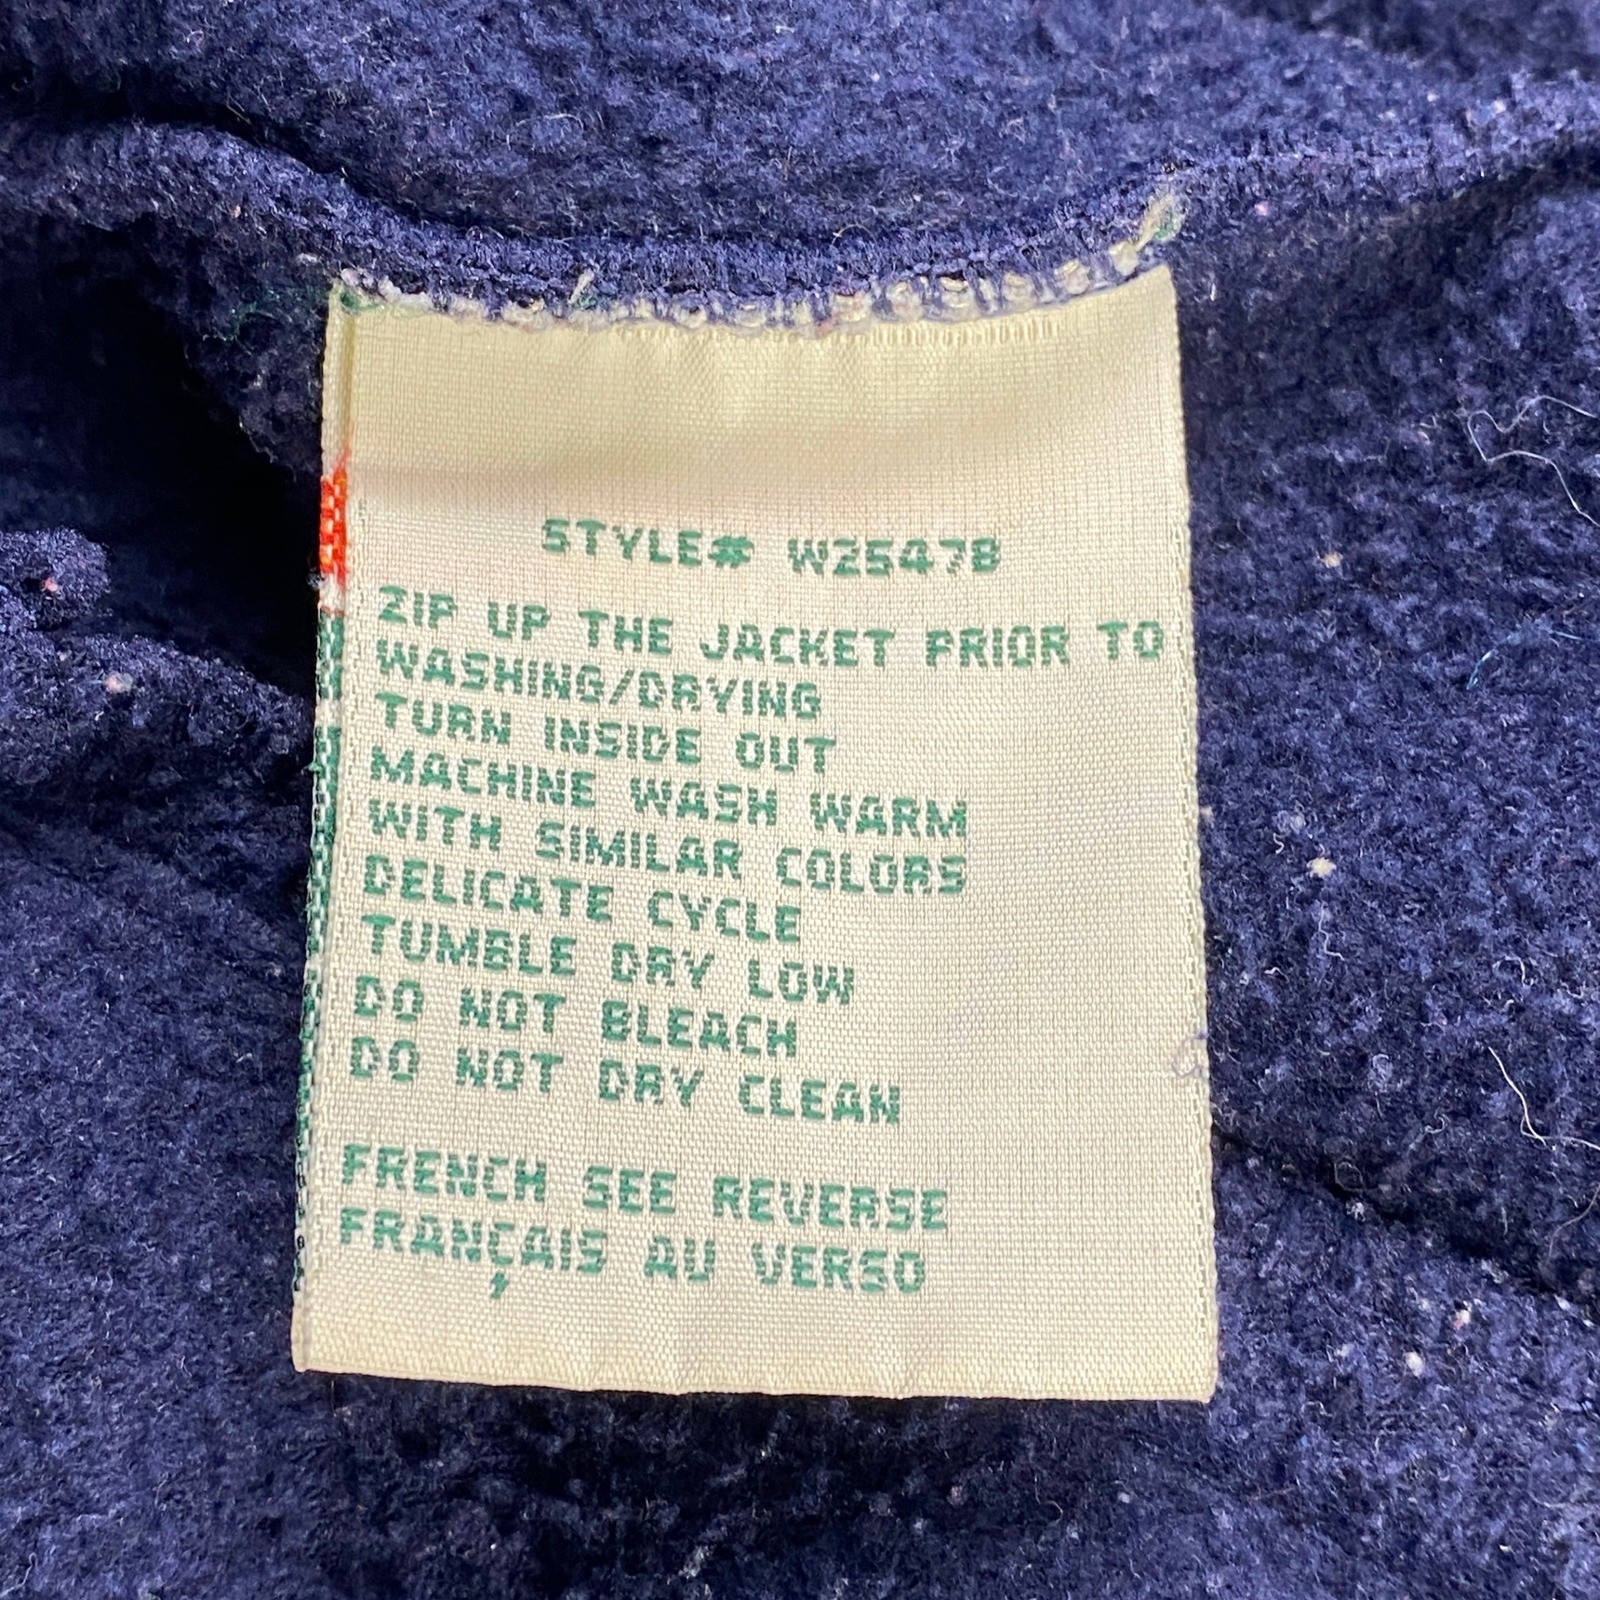 STYLE# W25478
ZIP UP THE JACKET PRIOR TO
WASHING/DRYING
TURN INSIDE OUT
MACHINE WASH WARM
WITH SIMILAR COLORS
DELICATE CYCLE
TUMBLE DRY LOW
DO NOT BLEACH
DO NOT DRY CLEAN
FRENCH SEE REVERSE
FRANÇAIS AU VERSO